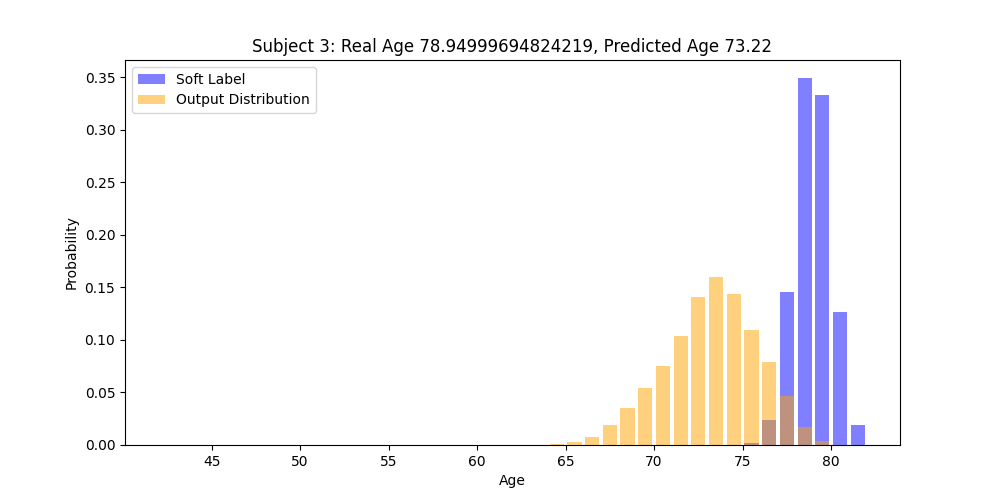 Subject 3: Real Age 78.94999694824219, Predicted Age 73.22
Soft Label
Output Distribution
Probability
0.35
0.30
0.25
0.20
0.15
0.10
0.05
0.00
45 50 55 60 65 70 75 80
Age